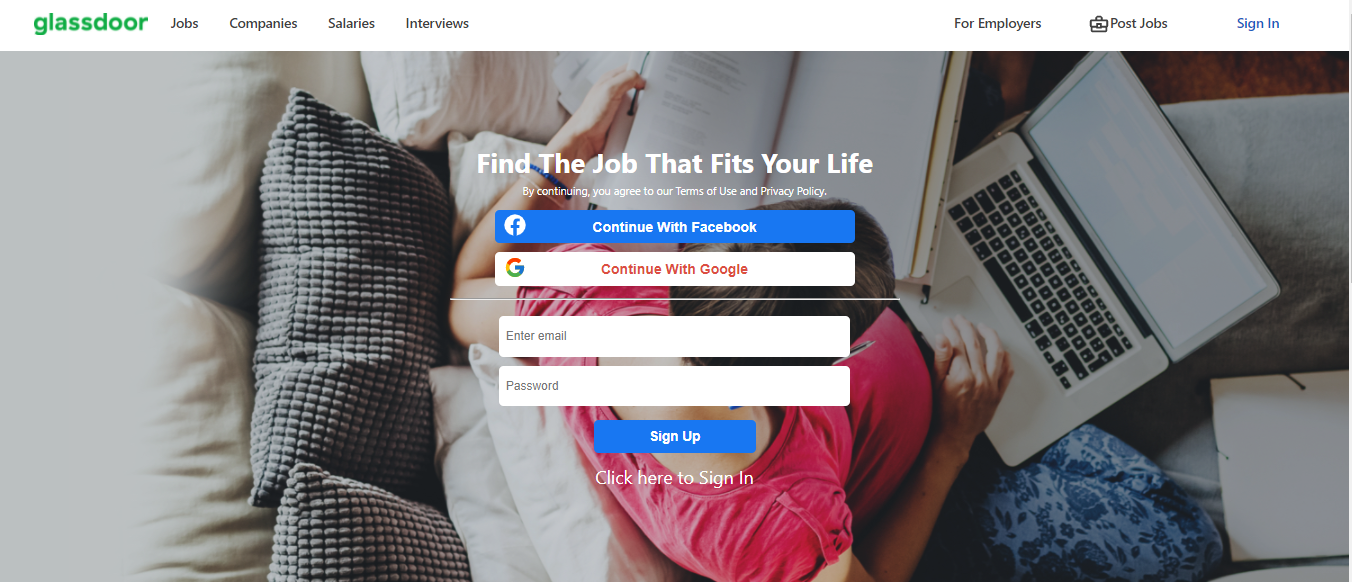 glassdoor Jobs Companies Salaries Interviews For Employers Post Jobs Sign In
Find The Job That Fits Your Life
By continuing, you agree to our Terms of Use and Privacy Policy.
Continue With Facebook
Continue With Google
Enter email
Password
Sign Up
Click here to Sign In